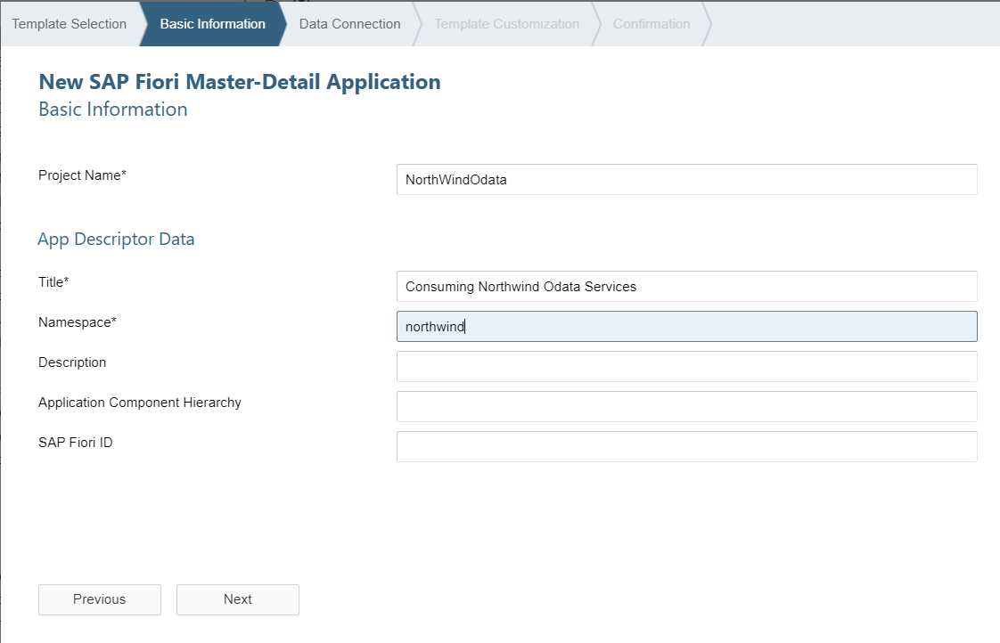 Template Selection Basic Information Data Connection Template Customization Confirmation
New SAP Fiori Master-Detail Application
Basic Information
Project Name* NorthWindOdata
App Descriptor Data
Title* Consuming Northwind Odata Services
Namespace* northwind
Description
Application Component Hierarchy
SAP Fiori ID
Previous Next